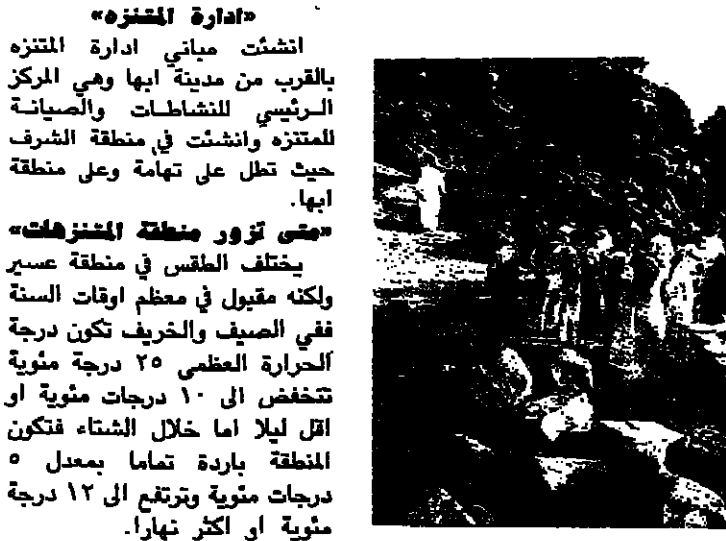 «ادارة المتنزه»
انشئت مباني ادارة المتنزه
بالقرب من مدينة ابها وهي المركز
الـرئيسي للنشاطـات والصيانـة
للمتنزه وانشئت في منطقة الشرف
حيث تطل على تهامة وعلى منطقة
ابها.
«متى تزور منطقة المتنزهات»
يختلف الطقس في منطقة عسير
ولكنه مقبول في معظم اوقات السنة
ففي الصيف والخريف تكون درجة
الحرارة العظمى ٢٥ درجة مئوية
تنخفض الى ١٠ درجات مئوية او
اقل ليلا اما خلال الشتاء فتكون
المنطقة باردة تماما بمعدل ٥
درجات مئوية وترتفع الى ١٢ درجة
مئوية او اكثر نهارا.